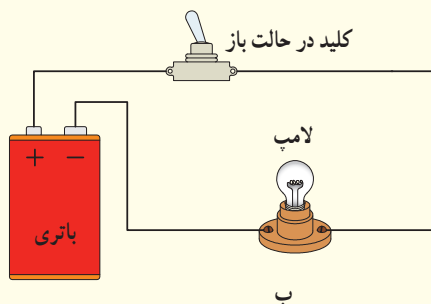 کلید در حالت باز
لامپ
+ −
باتری
ب